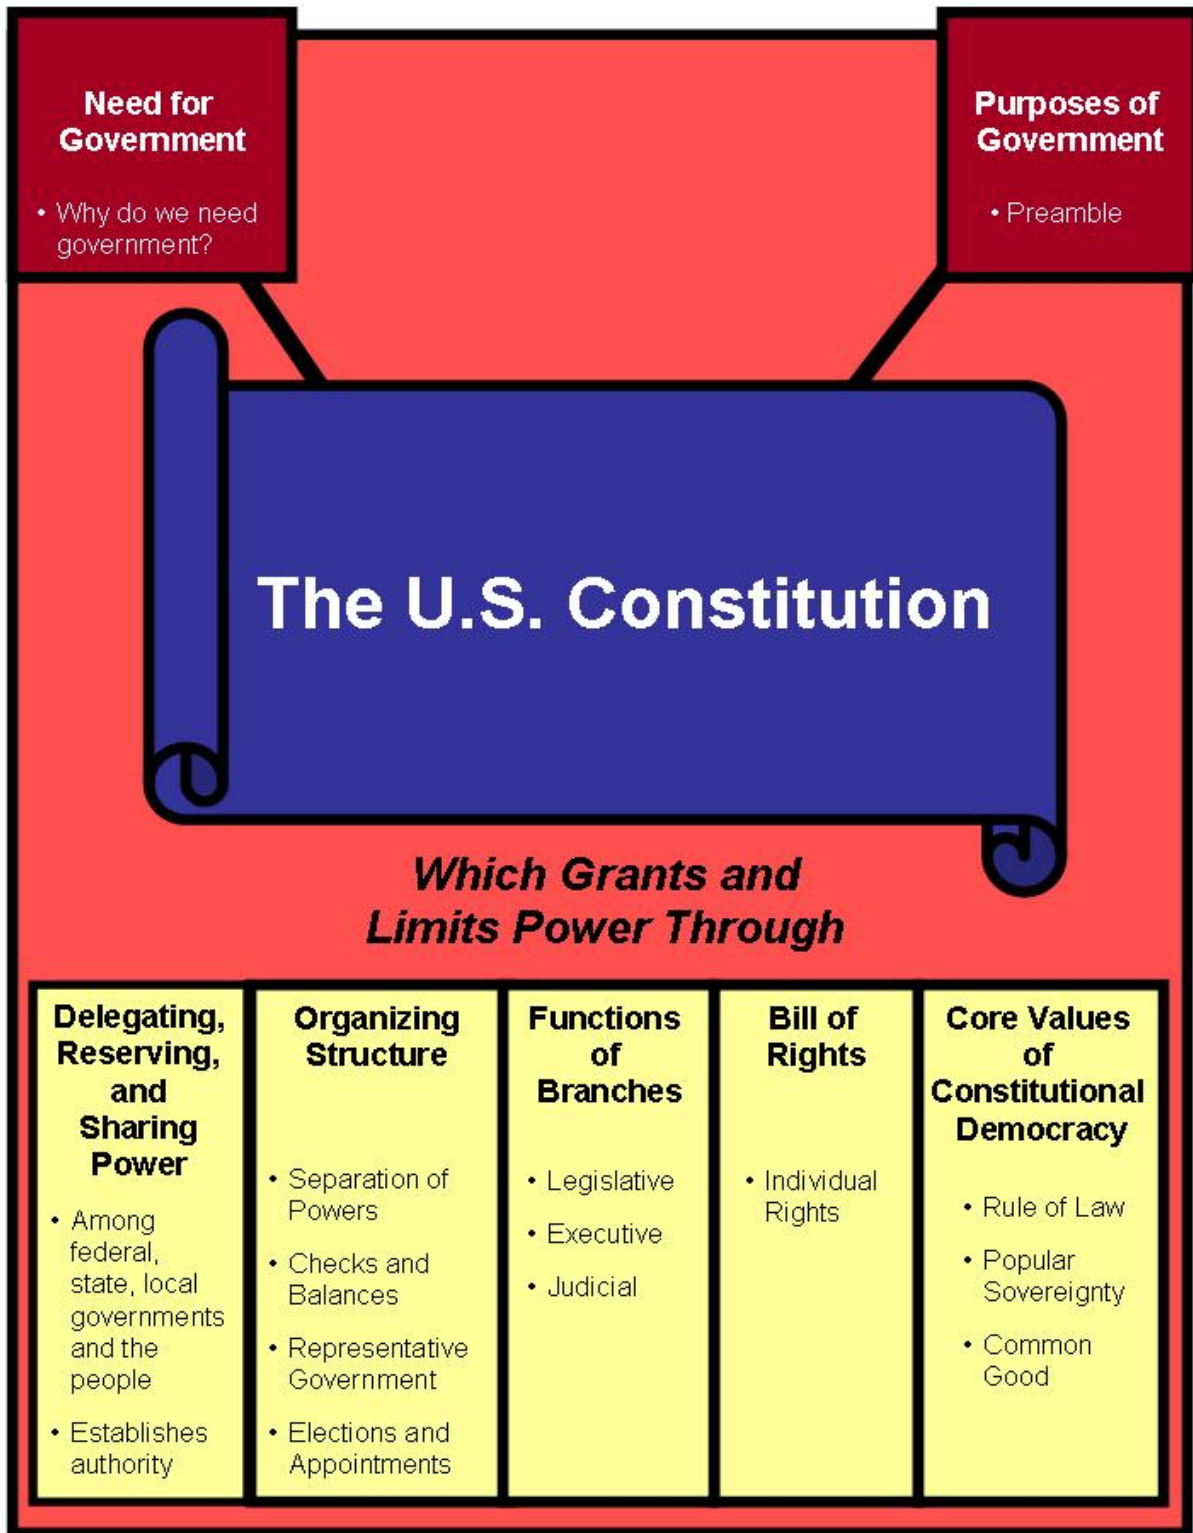 Need for
Government
• Why do we need
government?
Purposes of
Government
• Preamble
The U.S. Constitution
Which Grants and
Limits Power Through
Delegating,
Reserving,
and
Sharing
Power
• Among
federal,
state, local
governments
and the
people
• Establishes
authority
Organizing
Structure
• Separation of
Powers
• Checks and
Balances
• Representative
Government
• Elections and
Appointments
Functions
of
Branches
• Legislative
• Executive
• Judicial
Bill of
Rights
• Individual
Rights
Core Values
of
Constitutional
Democracy
• Rule of Law
• Popular
Sovereignty
• Common
Good